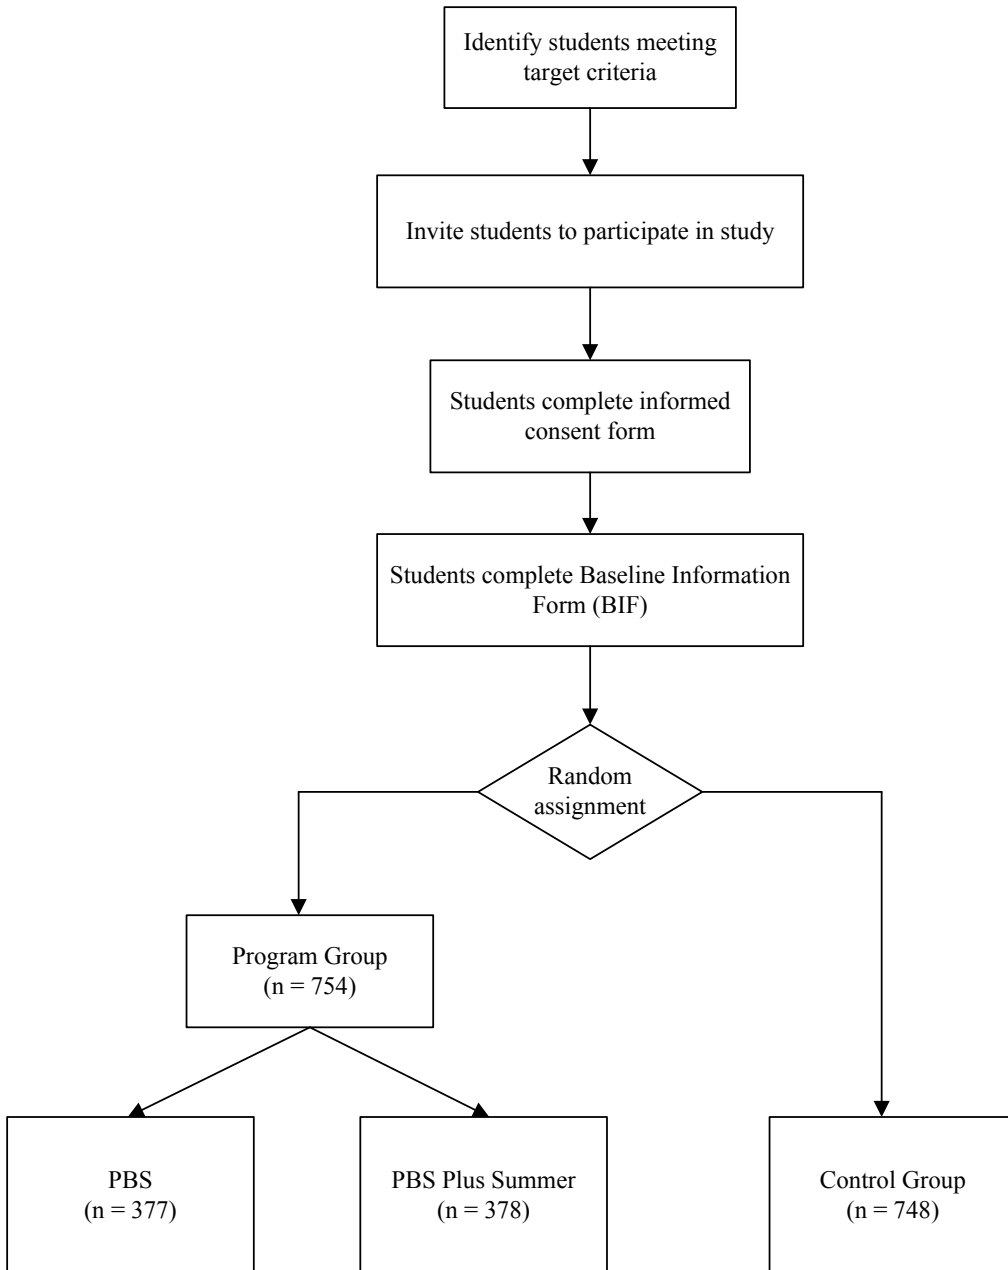 Identify students meeting
target criteria
Invite students to participate in study
Students complete informed
consent form
Students complete Baseline Information
Form (BIF)
Random
assignment
Program Group
(n = 754)
PBS
(n = 377)
PBS Plus Summer
(n = 378)
Control Group
(n = 748)